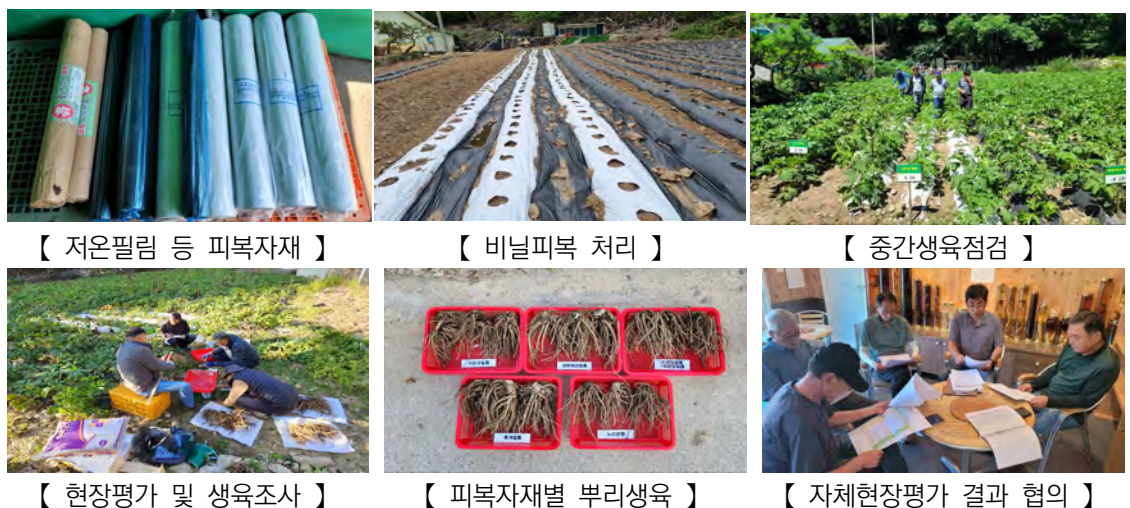 【 저온필림 등 피복자재 】
【 비닐피복 처리 】
【 중간생육점검 】
【 현장평가 및 생육조사 】
【 피복자재별 뿌리생육 】
【 자체현장평가 결과 협의 】